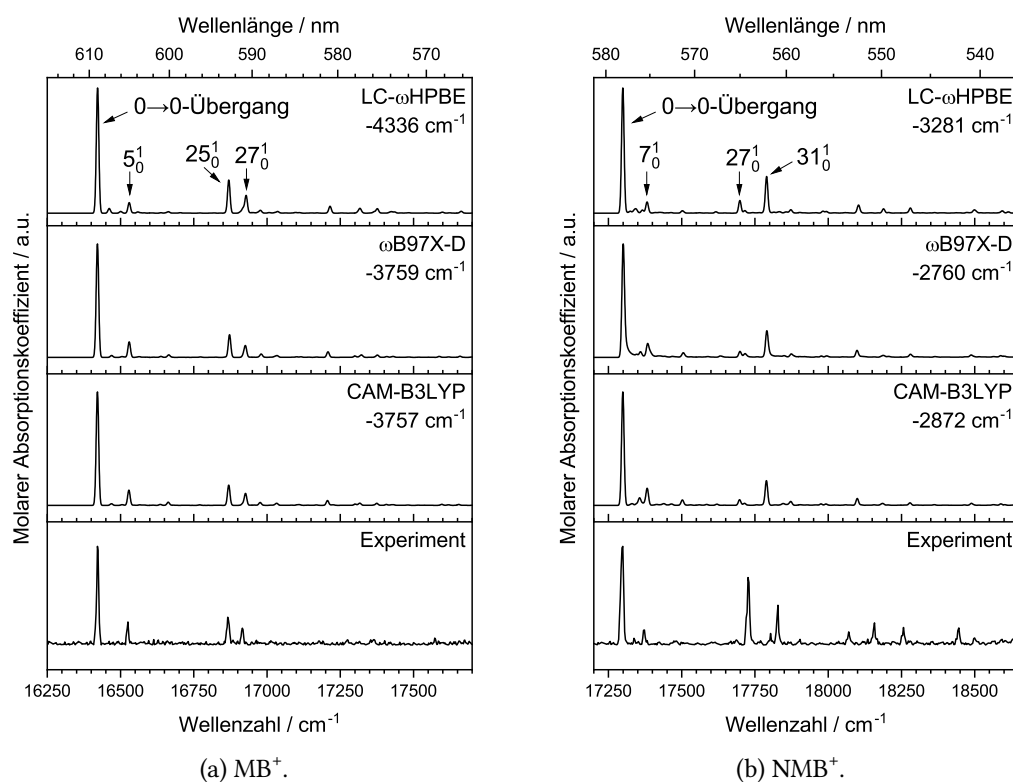 Wellenlänge / nm
610 600 590 580 570
Molarer Absorptionskoeffizient / a.u.
LC-ωHPBE
-4336 cm⁻¹
0→0-Übergang
5¹₀
25¹₀
27¹₀
ωB97X-D
-3759 cm⁻¹
CAM-B3LYP
-3757 cm⁻¹
Experiment
16250 16500 16750 17000 17250 17500
Wellenzahl / cm⁻¹
(a) MB⁺.
Wellenlänge / nm
580 570 560 550 540
Molarer Absorptionskoeffizient / a.u.
LC-ωHPBE
-3281 cm⁻¹
0→0-Übergang
7¹₀
27¹₀
31¹₀
ωB97X-D
-2760 cm⁻¹
CAM-B3LYP
-2872 cm⁻¹
Experiment
17250 17500 17750 18000 18250 18500
Wellenzahl / cm⁻¹
(b) NMB⁺.